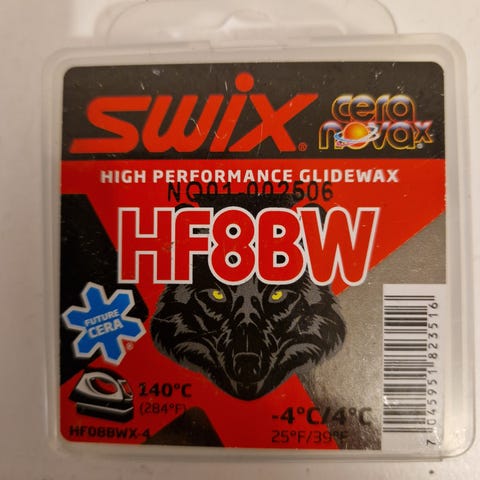 SWIX®
cera novax®
HIGH PERFORMANCE GLIDEWAX
NQ01-002506
HF8BW
FUTURE
CERA®
140°C
(284°F)
HF08BWX-4
-4°C/4°C
25°F/39°F
7 045951 823516